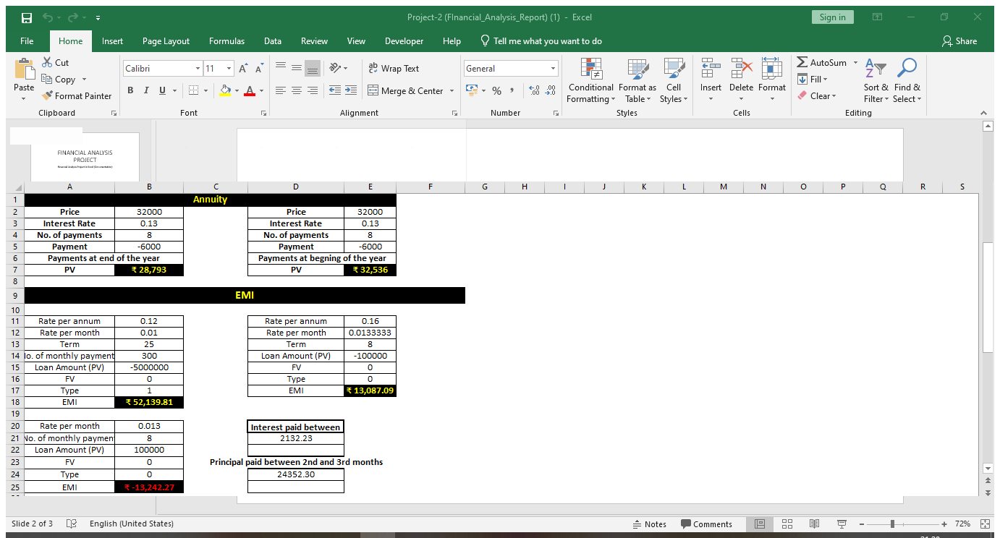 Project-2 (FInancial_Analysis_Report) (1) - Excel Sign in
File Home Insert Page Layout Formulas Data Review View Developer Help Tell me what you want to do Share
Cut
Copy
Format Painter
Paste
Clipboard
Calibri 11 A A
B I U A
Font
ab Wrap Text
Merge & Center
Alignment
General
% , .00 .00
Number
Conditional Formatting
Format as Table
Cell Styles
Styles
Insert Delete Format
Cells
AutoSum
Fill
Clear
Sort & Filter
Find & Select
Editing
FINANCIAL ANALYSIS
PROJECT
Financial Analysis Project in Excel (Documentation)
A B C D E F G H I J K L M N O P Q R S
1 Annuity
2 Price 32000 Price 32000
3 Interest Rate 0.13 Interest Rate 0.13
4 No. of payments 8 No. of payments 8
5 Payment -6000 Payment -6000
6 Payments at end of the year Payments at begning of the year
7 PV ₹ 28,793 PV ₹ 32,536
8
9 EMI
10
11 Rate per annum 0.12 Rate per annum 0.16
12 Rate per month 0.01 Rate per month 0.0133333
13 Term 25 Term 8
14 lo. of monthly payment 300 Loan Amount (PV) -100000
15 Loan Amount (PV) -5000000 FV 0
16 FV 0 Type 0
17 Type 1 EMI ₹ 13,087.09
18 EMI ₹ 52,139.81
19
20 Rate per month 0.013 Interest paid between
21 No. of monthly paymen 8 2132.23
22 Loan Amount (PV) 100000
23 FV 0 Principal paid between 2nd and 3rd months
24 Type 0 24352.30
25 EMI ₹ -13,242.27
Slide 2 of 3 English (United States) Notes Comments 72%